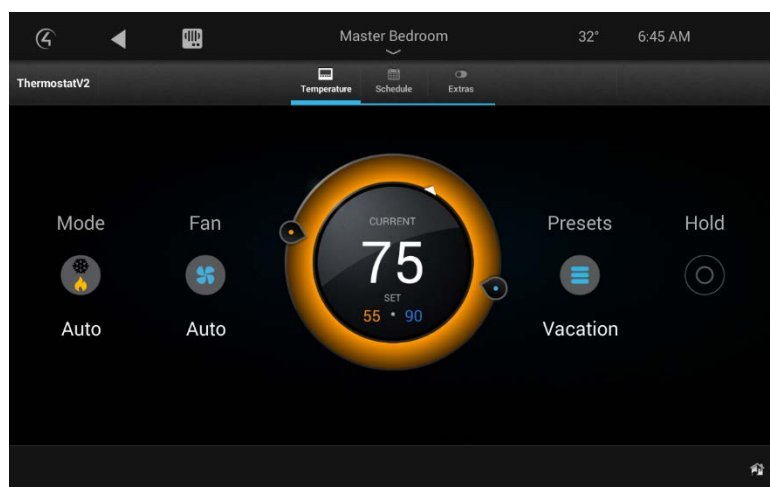 Master Bedroom
32°
6:45 AM
ThermostatV2
Temperature
Schedule
Extras
Mode
Fan
CURRENT
75
SET
55 • 90
Presets
Hold
Auto
Auto
Vacation